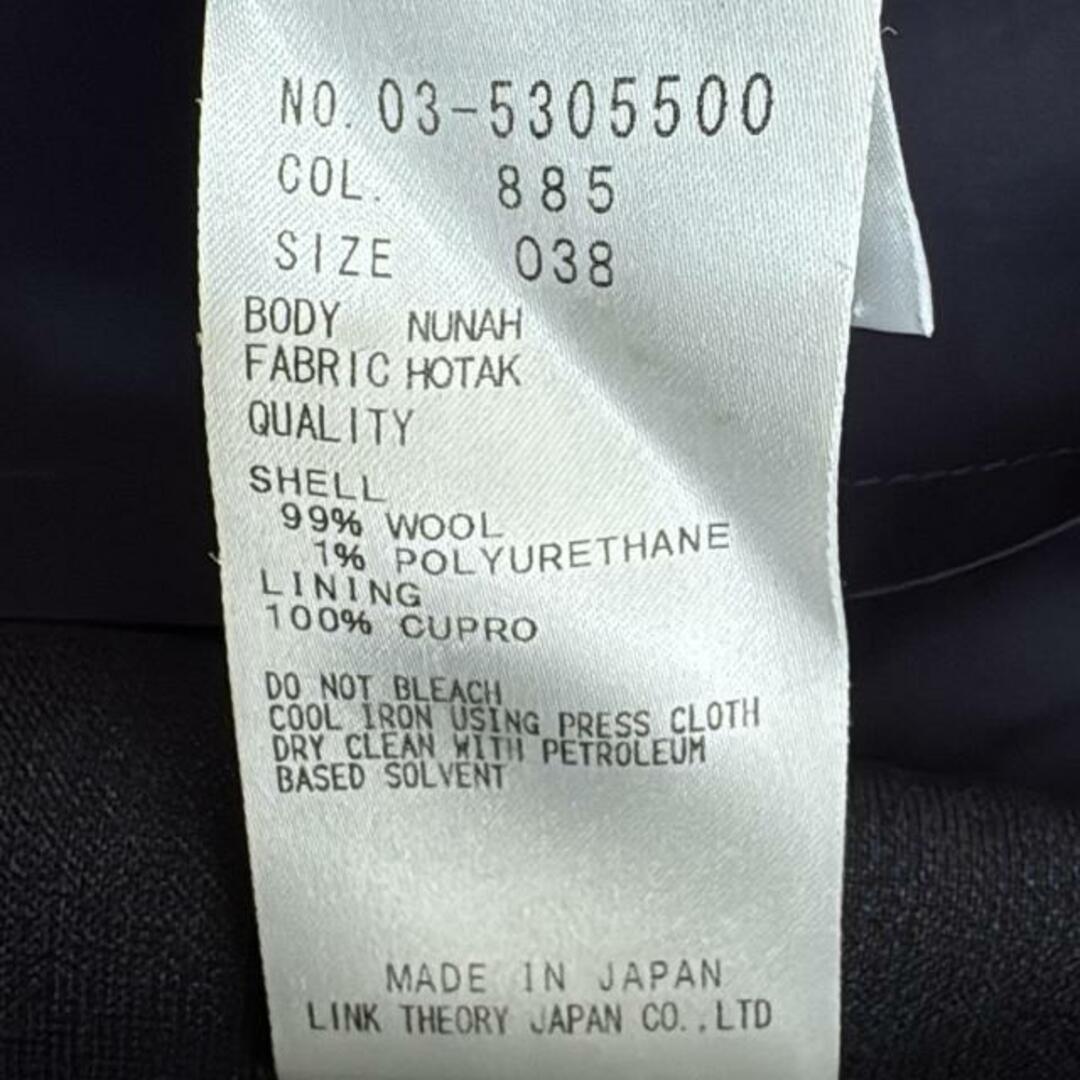 NO. 03-5305500
COL. 885
SIZE 038
BODY NUNAH
FABRIC HOTAK
QUALITY
SHELL
99% WOOL
1% POLYURETHANE
LINING
100% CUPRO
DO NOT BLEACH
COOL IRON USING PRESS CLOTH
DRY CLEAN WITH PETROLEUM
BASED SOLVENT
MADE IN JAPAN
LINK THEORY JAPAN CO.,LTD